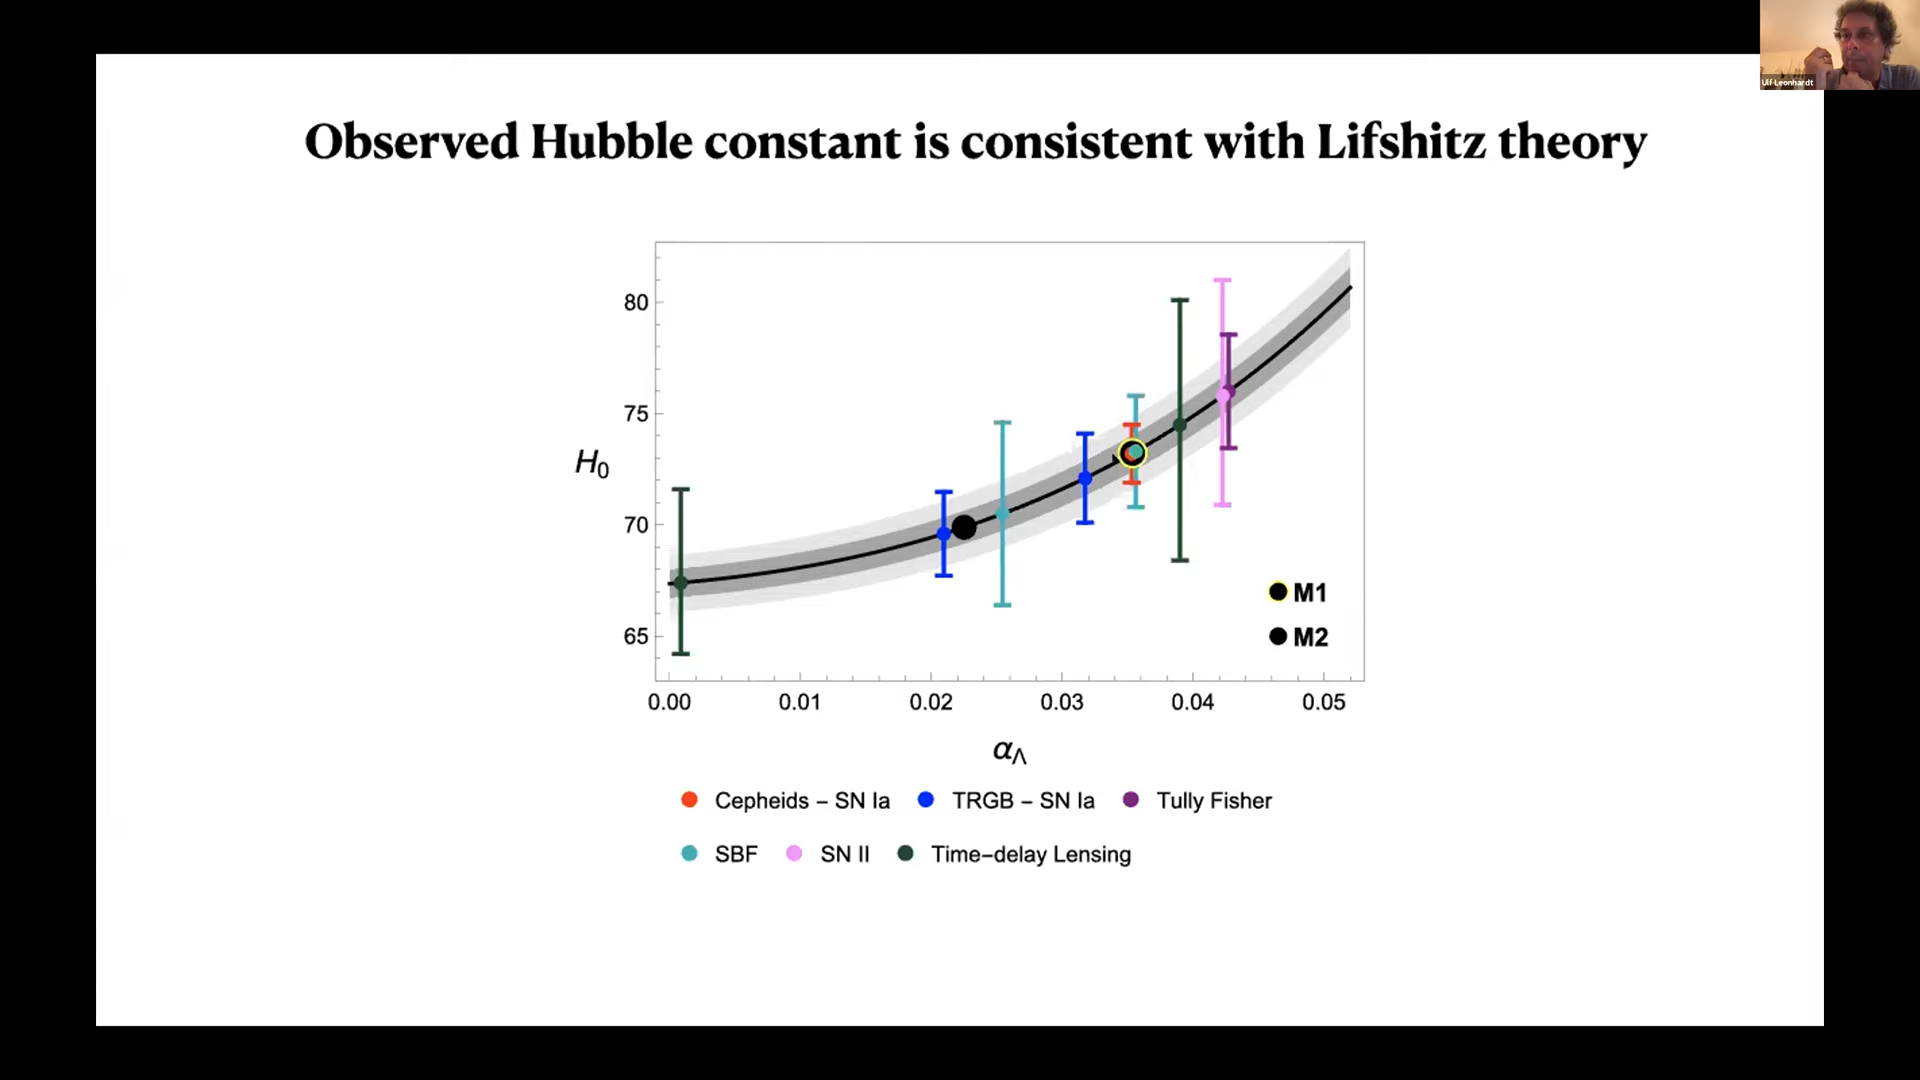 Ulf Leonhardt
Observed Hubble constant is consistent with Lifshitz theory
80
75
H0
70
65
M1
M2
0.00 0.01 0.02 0.03 0.04 0.05
αΛ
Cepheids – SN Ia TRGB – SN Ia Tully Fisher
SBF SN II Time–delay Lensing